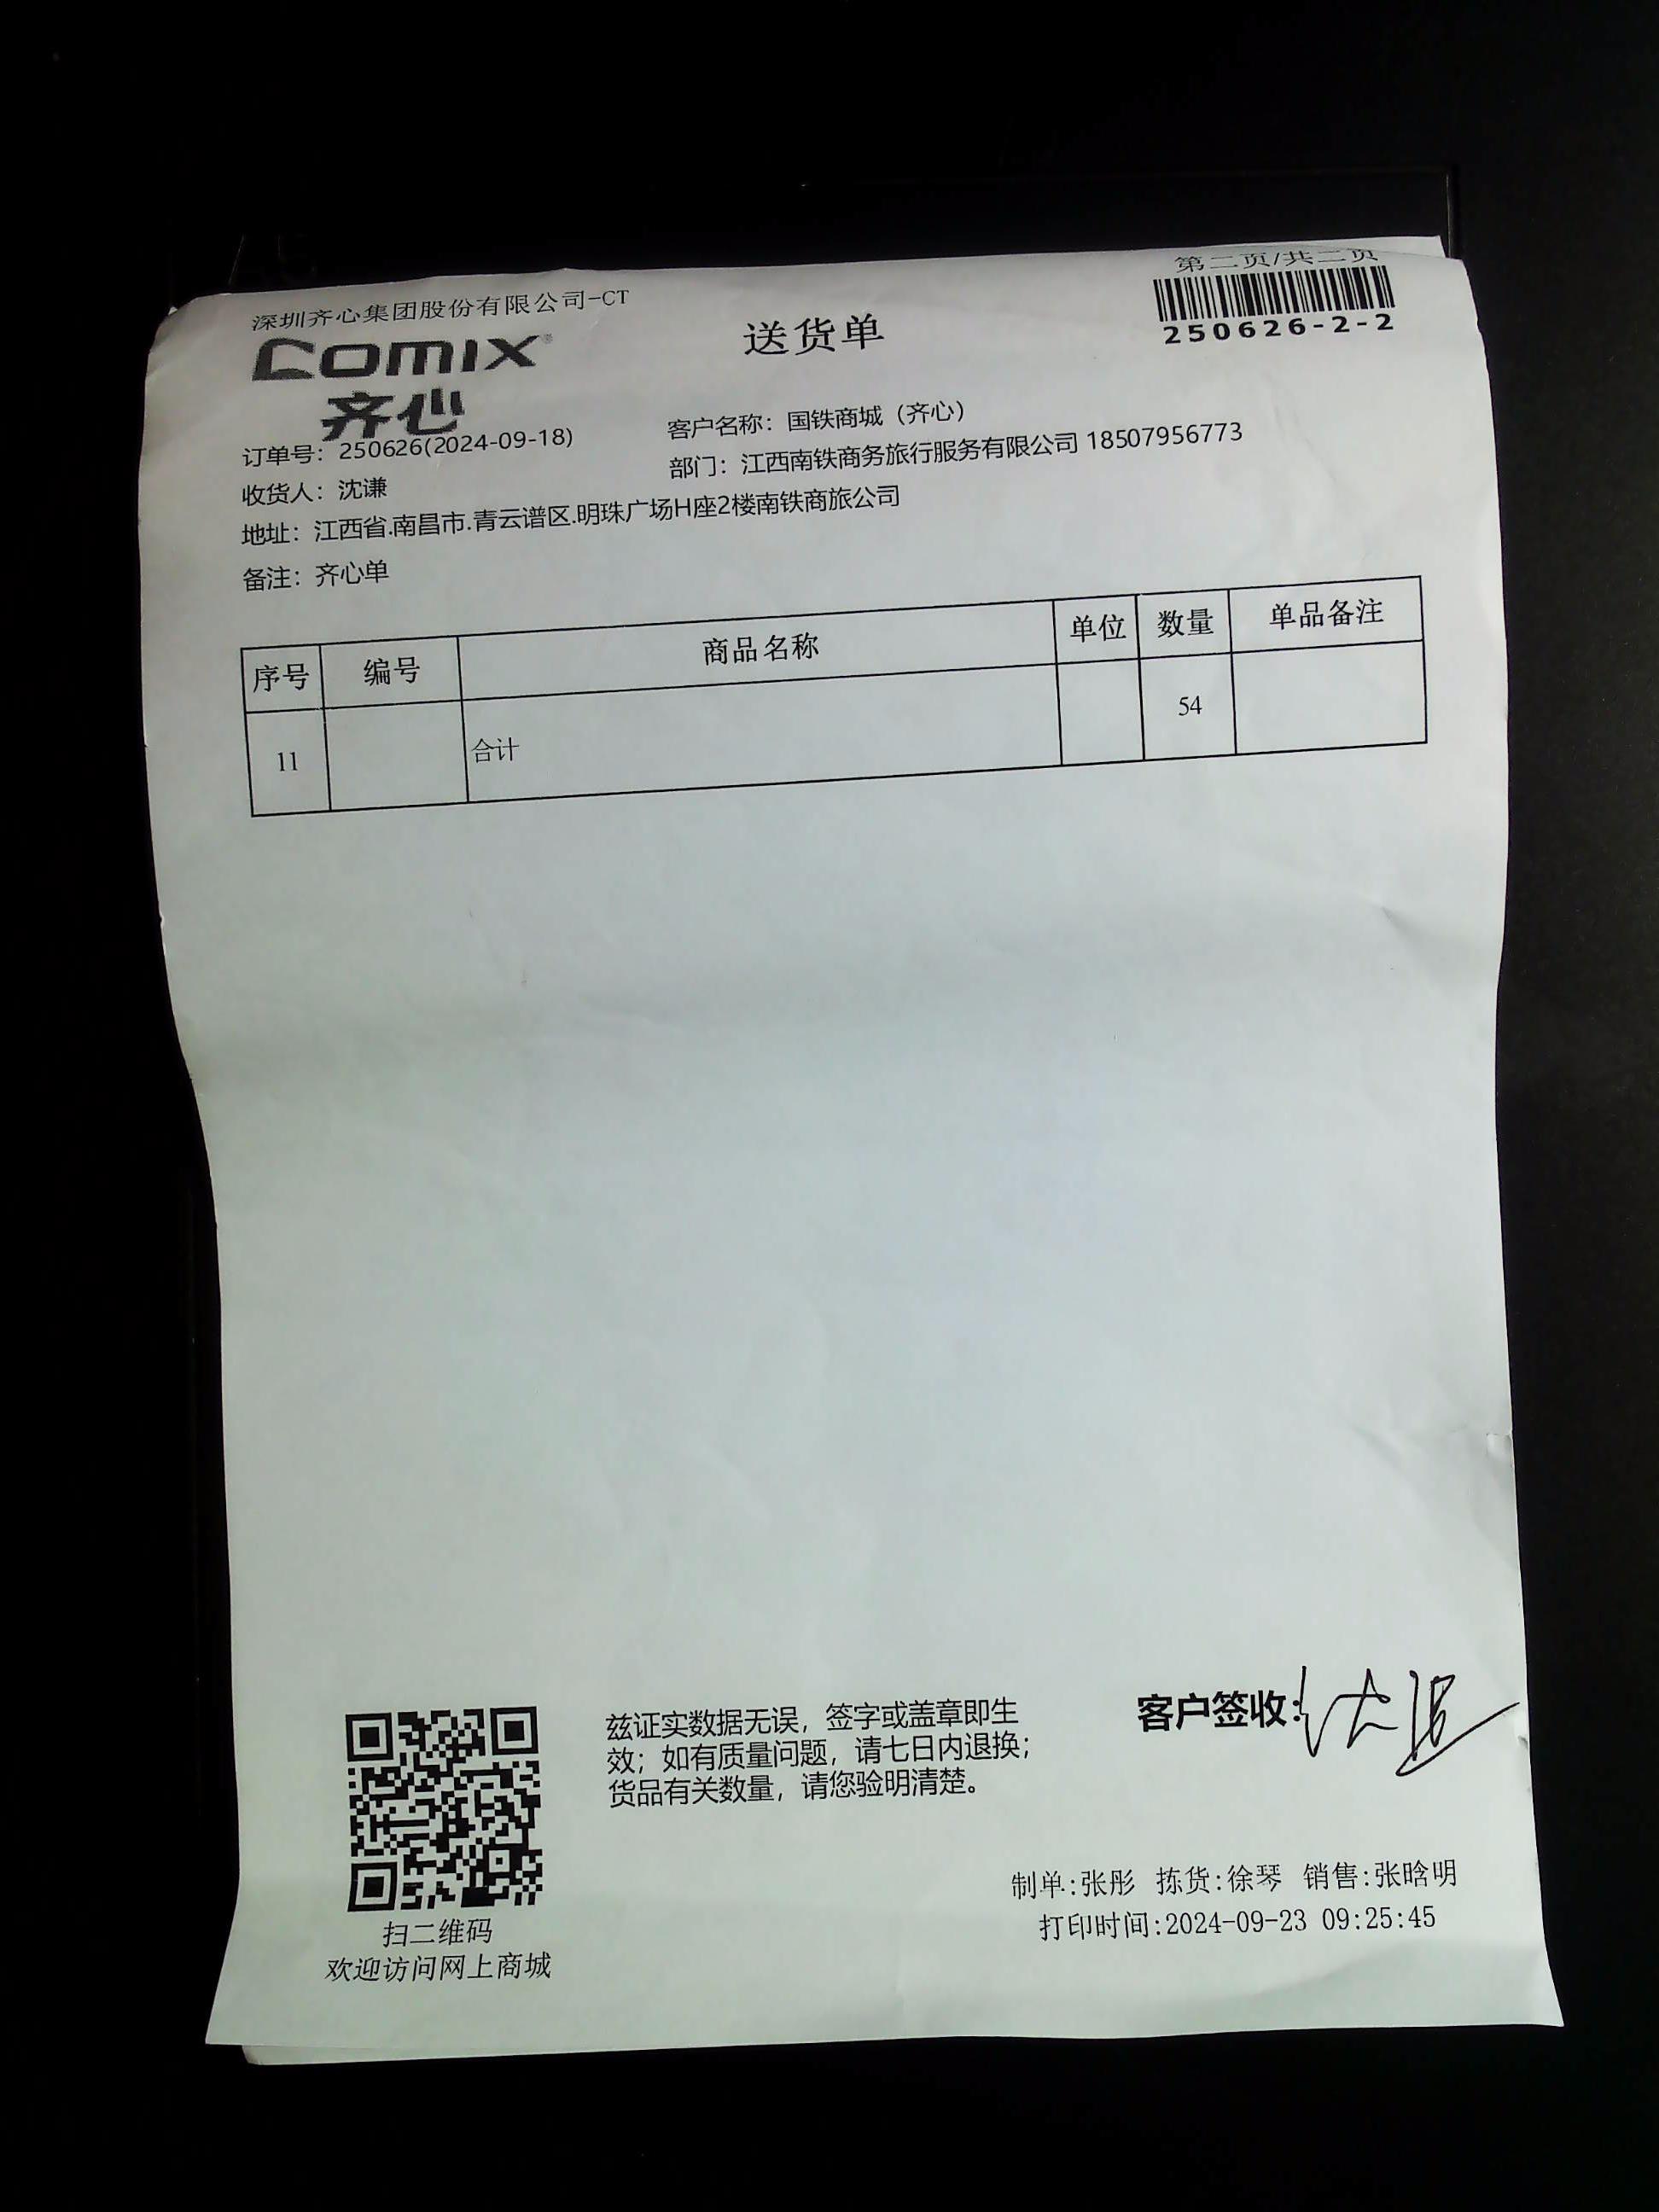 第二页/共二页
深圳齐心集团股份有限公司-CT
comix
齐心
送货单
250626-2-2
订单号：250626(2024-09-18)
客户名称：国铁商城（齐心）
收货人：沈谦
部门：江西南铁商务旅行服务有限公司 18507956773
地址：江西省.南昌市.青云谱区.明珠广场H座2楼南铁商旅公司
备注：齐心单
序号 编号 商品名称 单位 数量 单品备注
11 合计 54
兹证实数据无误，签字或盖章即生
效；如有质量问题，请七日内退换；
货品有关数量，请您验明清楚。
客户签收：
扫二维码
欢迎访问网上商城
制单:张彤 拣货:徐琴 销售:张晗明
打印时间:2024-09-23 09:25:45